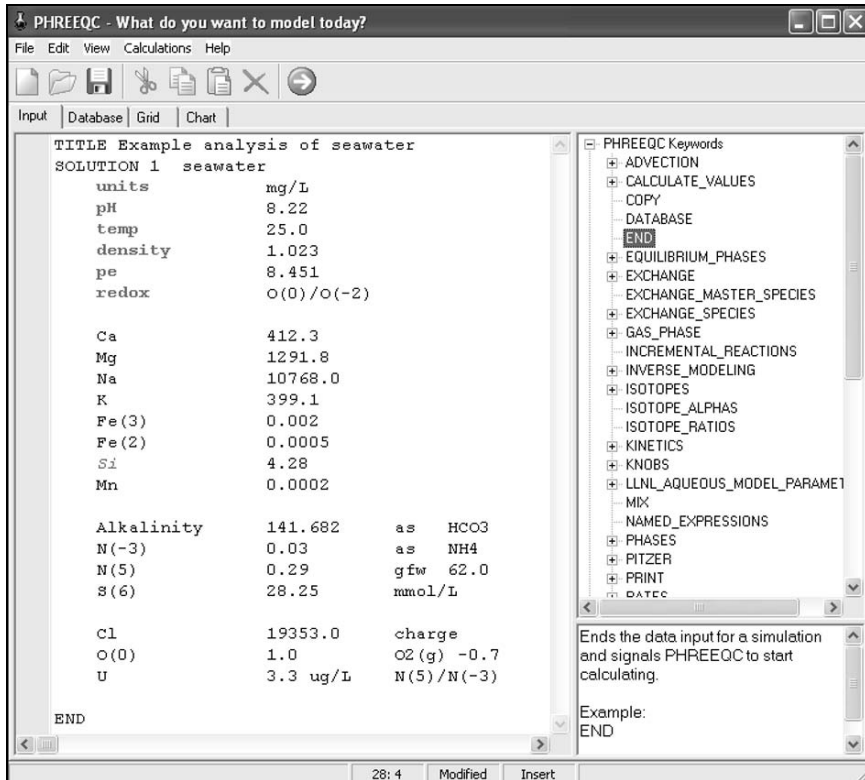 PHREEQC - What do you want to model today?
File Edit View Calculations Help
Input Database Grid Chart
TITLE Example analysis of seawater
SOLUTION 1 seawater
units mg/L
pH 8.22
temp 25.0
density 1.023
pe 8.451
redox O(0)/O(-2)
Ca 412.3
Mg 1291.8
Na 10768.0
K 399.1
Fe(3) 0.002
Fe(2) 0.0005
Si 4.28
Mn 0.0002
Alkalinity 141.682 as HCO3
N(-3) 0.03 as NH4
N(5) 0.29 gfw 62.0
S(6) 28.25 mmol/L
Cl 19353.0 charge
O(0) 1.0 O2(g) -0.7
U 3.3 ug/L N(5)/N(-3)
END
PHREEQC Keywords
ADVECTION
CALCULATE_VALUES
COPY
DATABASE
END
EQUILIBRIUM_PHASES
EXCHANGE
EXCHANGE_MASTER_SPECIES
EXCHANGE_SPECIES
GAS_PHASE
INCREMENTAL_REACTIONS
INVERSE_MODELING
ISOTOPES
ISOTOPE_ALPHAS
ISOTOPE_RATIOS
KINETICS
KNOBS
LLNL_AQUEOUS_MODEL_PARAMET
MIX
NAMED_EXPRESSIONS
PHASES
PITZER
PRINT
RATES
Ends the data input for a simulation
and signals PHREEQC to start
calculating.
Example:
END
28: 4 Modified Insert